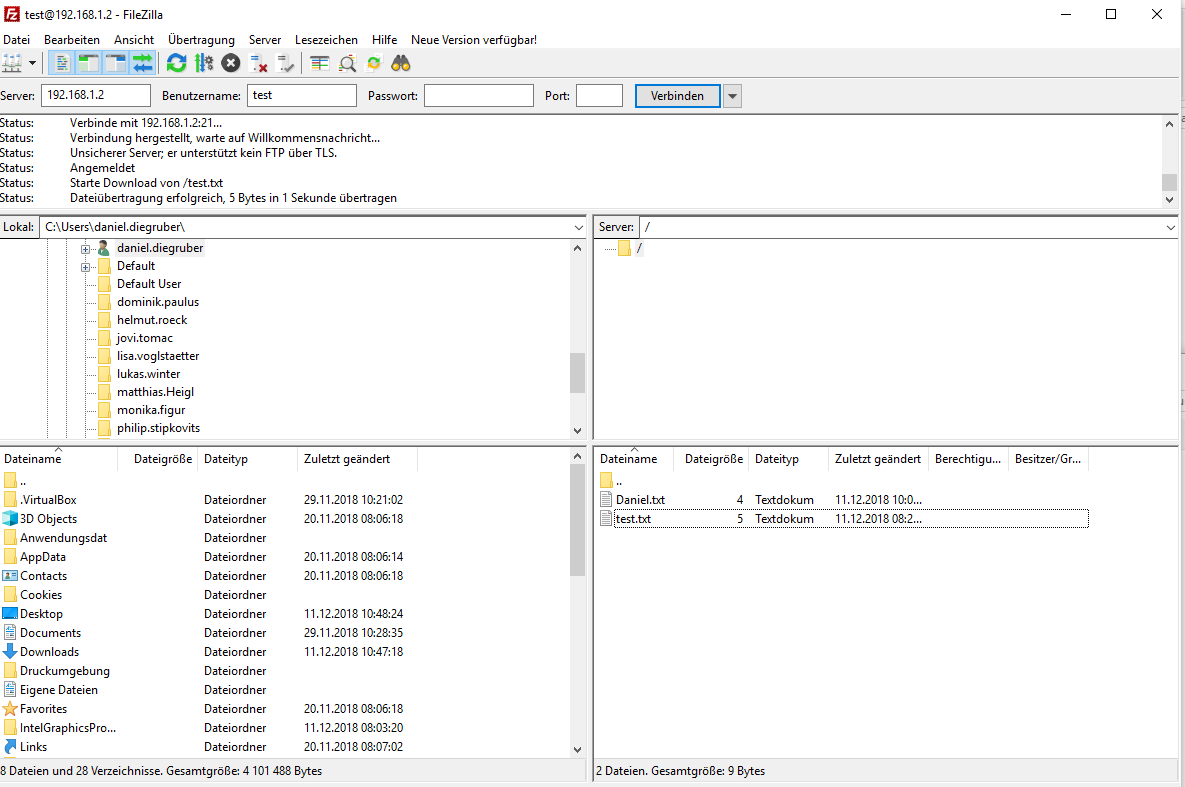 test@192.168.1.2 - FileZilla
Datei Bearbeiten Ansicht Übertragung Server Lesezeichen Hilfe Neue Version verfügbar!
Server: 192.168.1.2 Benutzername: test Passwort: Port: Verbinden
Status: Verbinde mit 192.168.1.2:21...
Status: Verbindung hergestellt, warte auf Willkommensnachricht...
Status: Unsicherer Server; er unterstützt kein FTP über TLS.
Status: Angemeldet
Status: Starte Download von /test.txt
Status: Dateiübertragung erfolgreich, 5 Bytes in 1 Sekunde übertragen
Lokal: C:\Users\daniel.diegruber\
daniel.diegruber
Default
Default User
dominik.paulus
helmut.roeck
jovi.tomac
lisa.voglstaetter
lukas.winter
matthias.Heigl
monika.figur
philip.stipkovits
Server: /
/
Dateiname Dateigröße Dateityp Zuletzt geändert
..
.VirtualBox Dateiordner 29.11.2018 10:21:02
3D Objects Dateiordner 20.11.2018 08:06:18
Anwendungsdat Dateiordner
AppData Dateiordner 20.11.2018 08:06:14
Contacts Dateiordner 20.11.2018 08:06:18
Cookies Dateiordner
Desktop Dateiordner 11.12.2018 10:48:24
Documents Dateiordner 29.11.2018 10:28:35
Downloads Dateiordner 11.12.2018 10:47:18
Druckumgebung Dateiordner
Eigene Dateien Dateiordner
Favorites Dateiordner 20.11.2018 08:06:18
IntelGraphicsPro... Dateiordner 11.12.2018 08:03:20
Links Dateiordner 20.11.2018 08:07:02
8 Dateien und 28 Verzeichnisse. Gesamtgröße: 4 101 488 Bytes
Dateiname Dateigröße Dateityp Zuletzt geändert Berechtigu... Besitzer/Gr...
..
Daniel.txt 4 Textdokum 11.12.2018 10:0...
test.txt 5 Textdokum 11.12.2018 08:2...
2 Dateien. Gesamtgröße: 9 Bytes